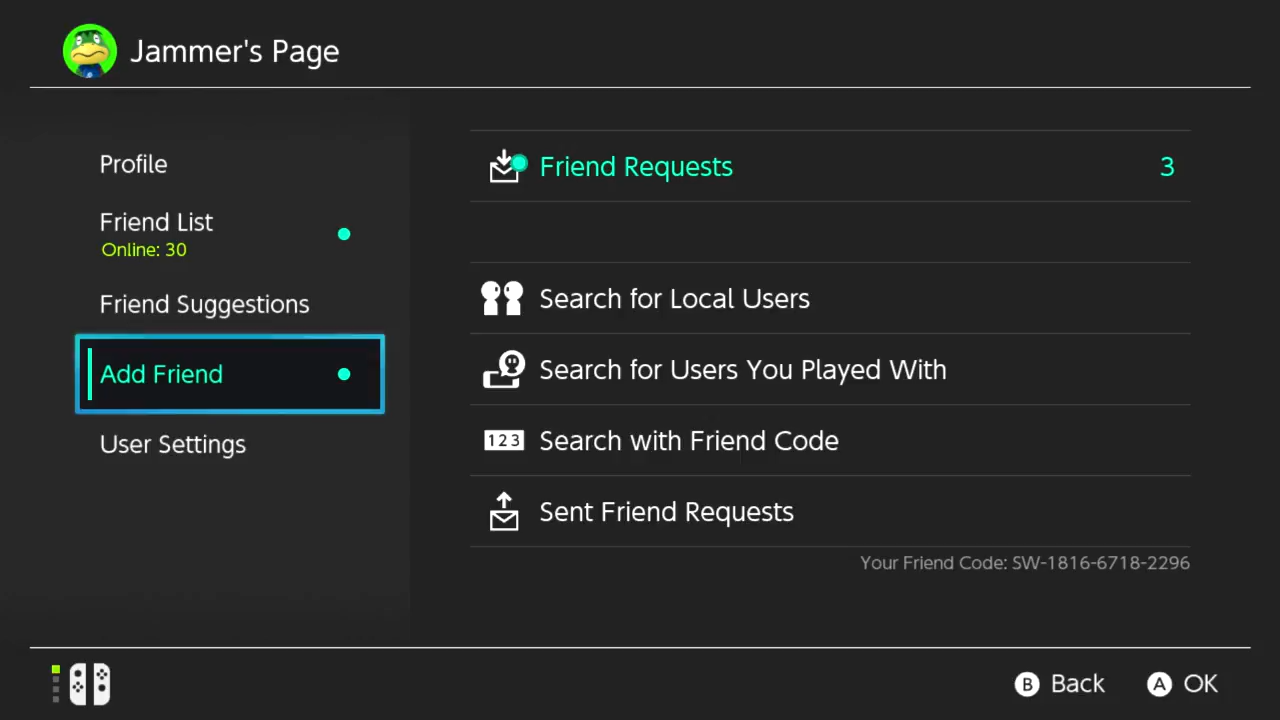 Jammer's Page
Profile
Friend List
Online: 30
Friend Suggestions
Add Friend
User Settings
Friend Requests 3
Search for Local Users
Search for Users You Played With
123 Search with Friend Code
Sent Friend Requests
Your Friend Code: SW-1816-6718-2296
B Back A OK